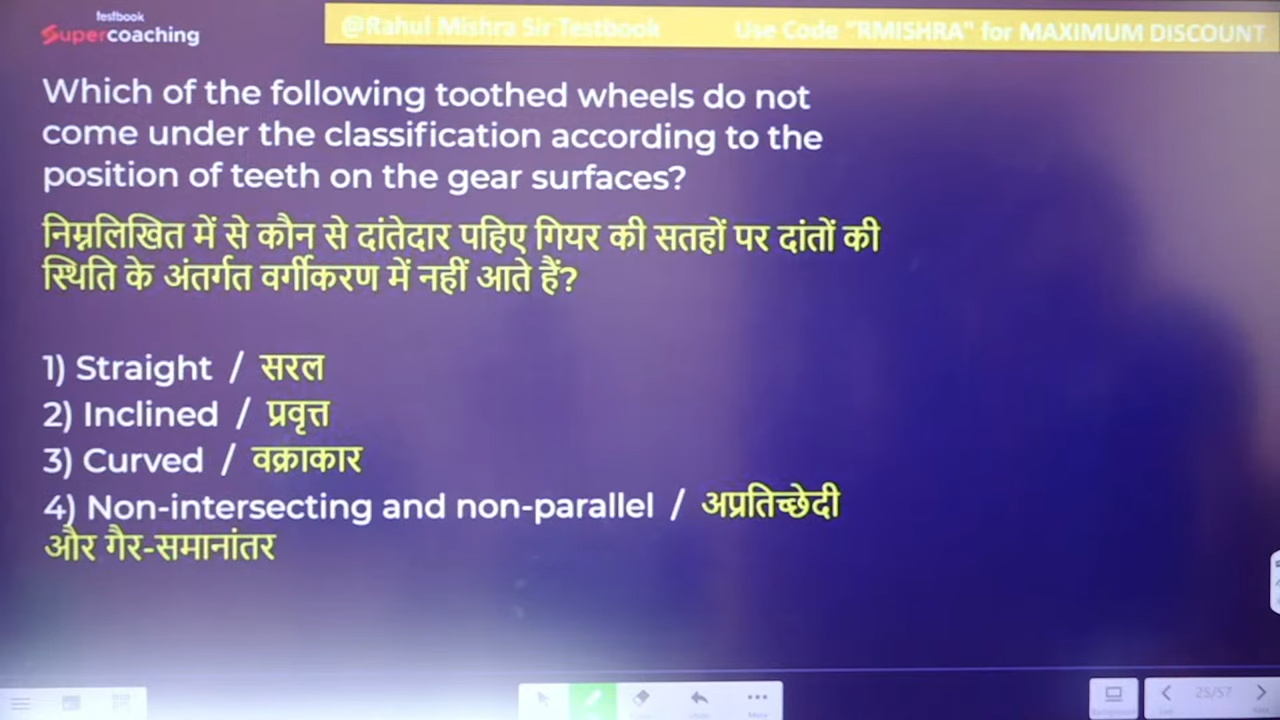 testbook
Supercoaching
@Rahul Mishra Sir Testbook
Use Code "RMISHRA" for MAXIMUM DISCOUNT
Which of the following toothed wheels do not
come under the classification according to the
position of teeth on the gear surfaces?
निम्नलिखित में से कौन से दांतेदार पहिए गियर की सतहों पर दांतों की
स्थिति के अंतर्गत वर्गीकरण में नहीं आते हैं?
1) Straight / सरल
2) Inclined / प्रवृत्त
3) Curved / वक्राकार
4) Non-intersecting and non-parallel / अप्रतिच्छेदी
और गैर-समानांतर
25/57